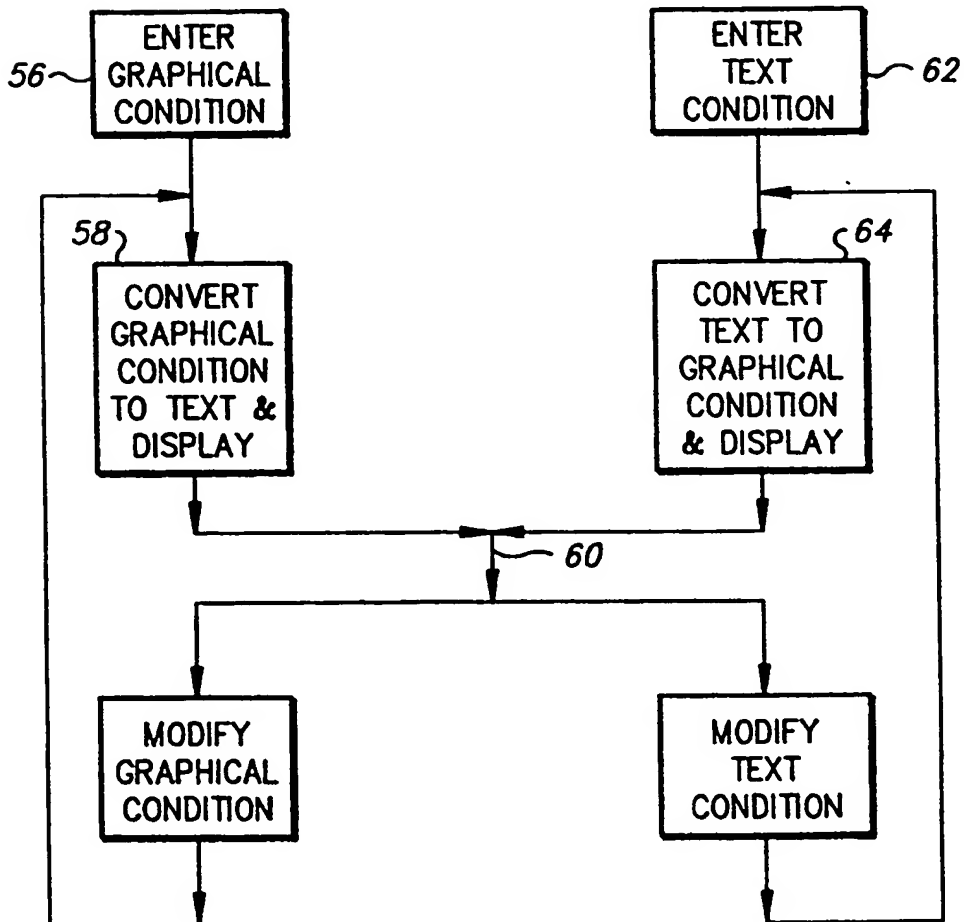 ENTER
GRAPHICAL
CONDITION
56
ENTER
TEXT
CONDITION
62
58
CONVERT
GRAPHICAL
CONDITION
TO TEXT &
DISPLAY
64
CONVERT
TEXT TO
GRAPHICAL
CONDITION
& DISPLAY
60
MODIFY
GRAPHICAL
CONDITION
MODIFY
TEXT
CONDITION